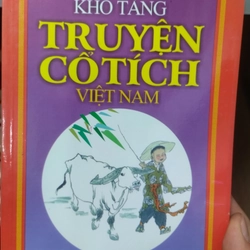 KHO TÀNG
TRUYỆN
CỔ TÍCH
VIỆT NAM